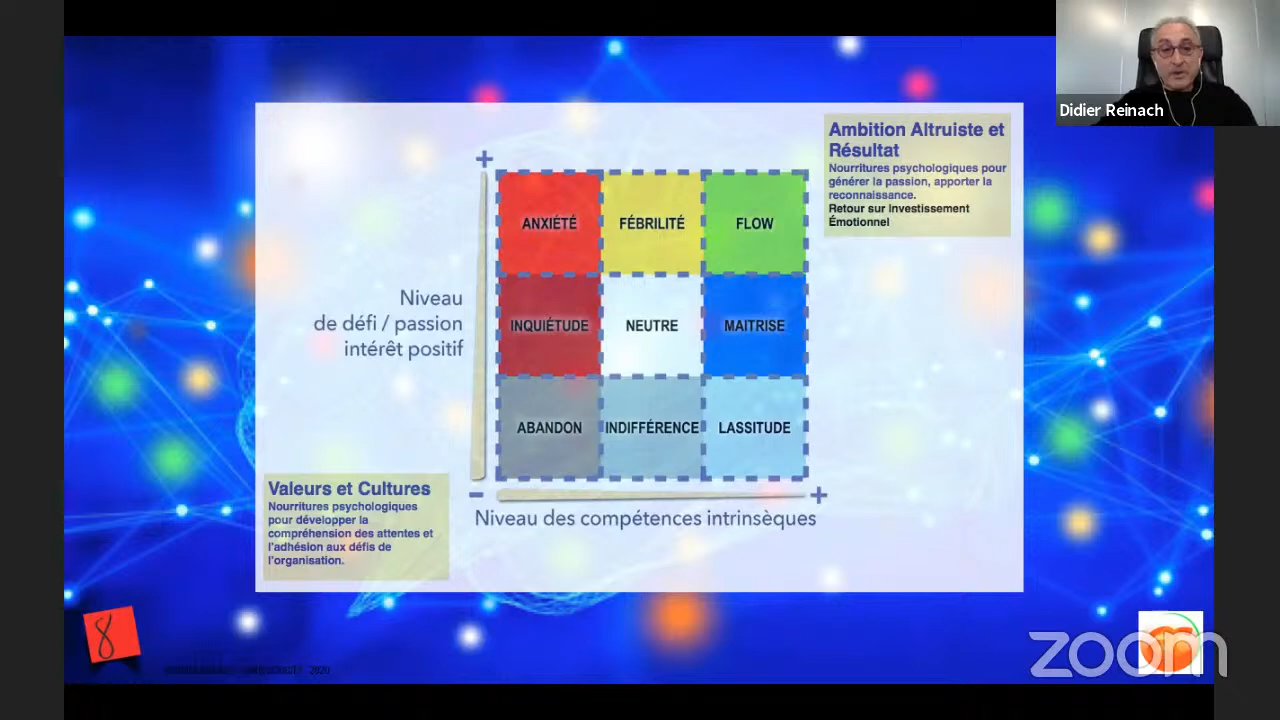 Didier Reinach
Ambition Altruiste et
Résultat
Nourritures psychologiques pour
générer la passion, apporter la
reconnaissance.
Retour sur Investissement
Émotionnel
+
ANXIÉTÉ
FÉBRILITÉ
FLOW
Niveau
de défi / passion
intérêt positif
INQUIÉTUDE
NEUTRE
MAITRISE
ABANDON
INDIFFÉRENCE
LASSITUDE
-
+
Niveau des compétences intrinsèques
Valeurs et Cultures
Nourritures psychologiques
pour développer la
compréhension des attentes et
l'adhésion aux défis de
l'organisation.
8
2020
zoom